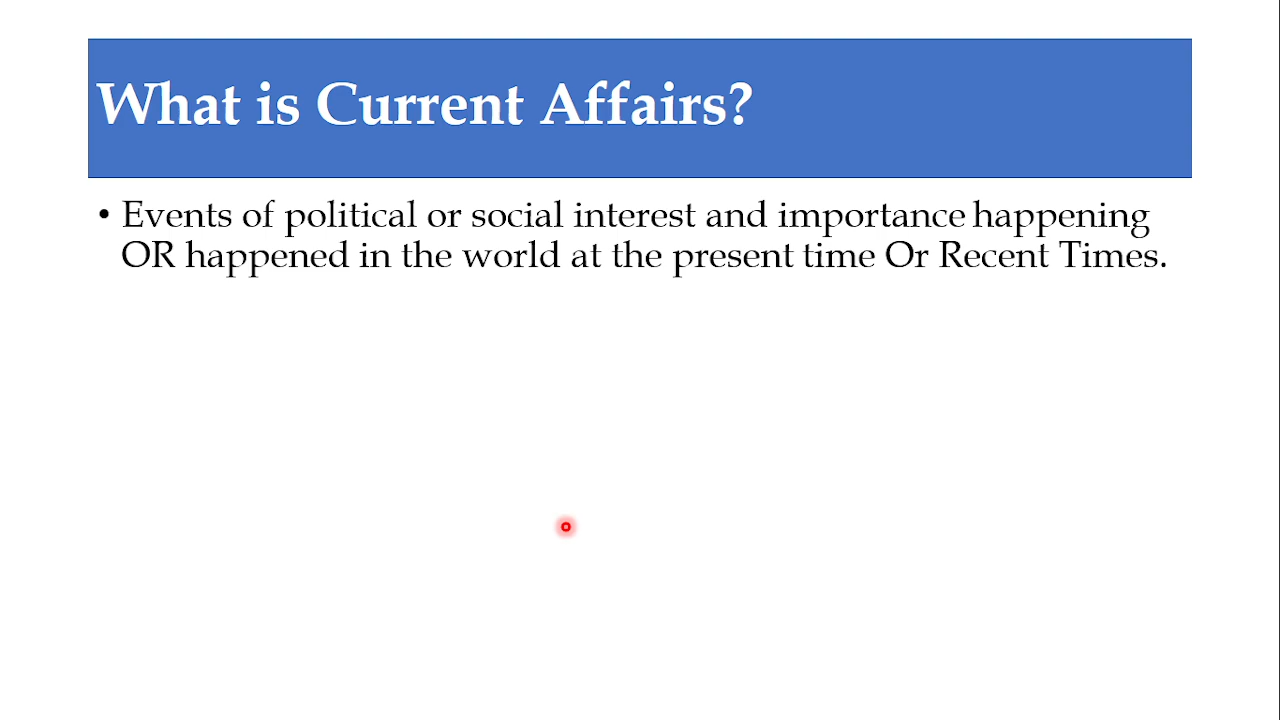 What is Current Affairs?
• Events of political or social interest and importance happening
OR happened in the world at the present time Or Recent Times.